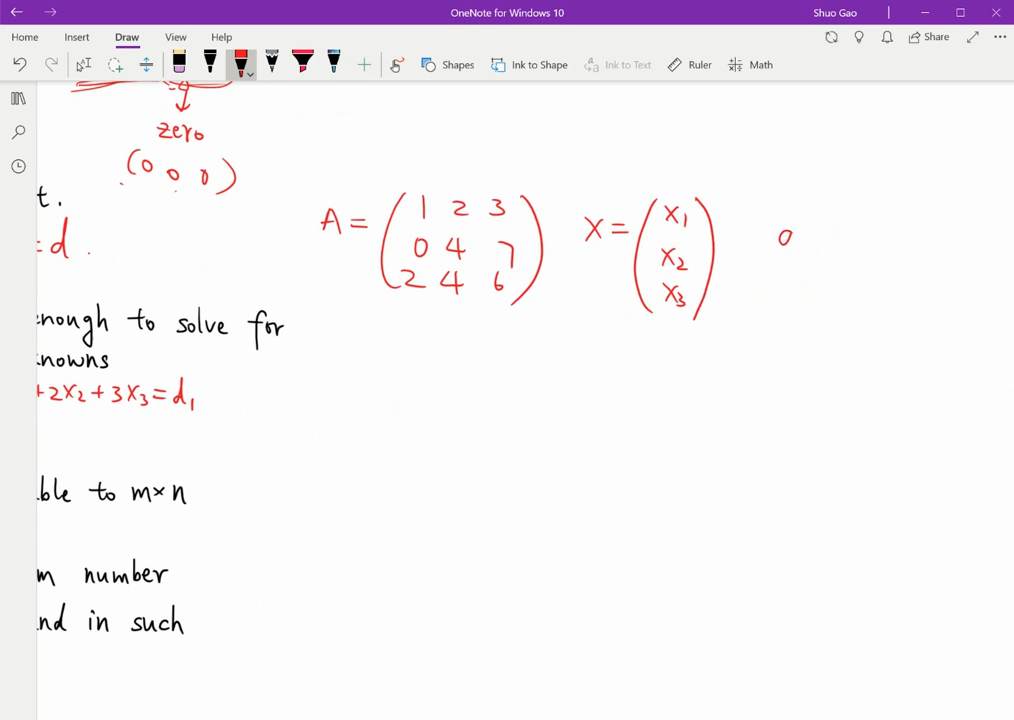 OneNote for Windows 10
Shuo Gao
Home Insert Draw View Help
Share
Shapes Ink to Shape Ink to Text Ruler Math
zero
(0 0 0)
t.
= d.
A = ( 1 2 3
0 4 7
2 4 6 )
X = ( x1
x2
x3 )
0
enough to solve for
knowns
+ 2x2 + 3x3 = d1
ble to m×n
m number
nd in such